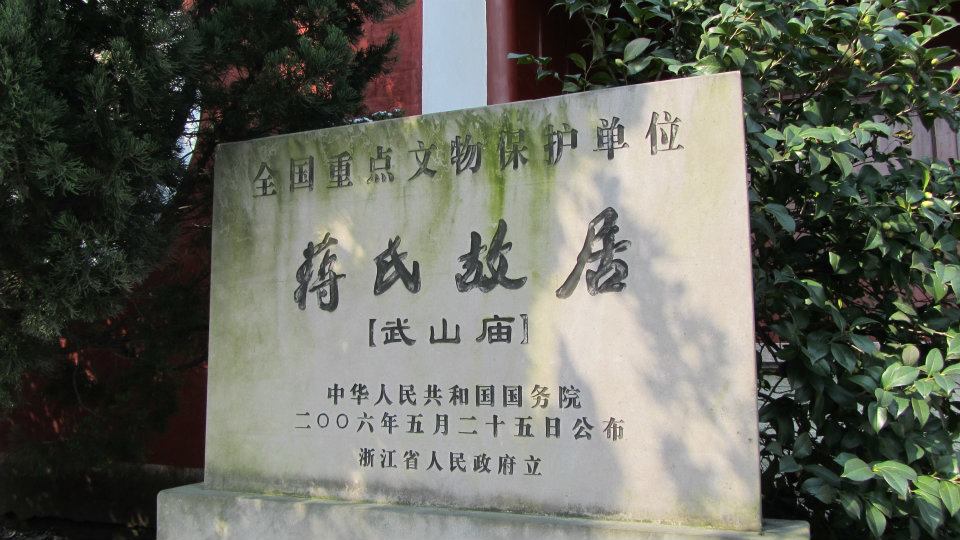 全国重点文物保护单位
蒋氏故居
[武山庙]
中华人民共和国国务院
二〇〇六年五月二十五日公布
浙江省人民政府立